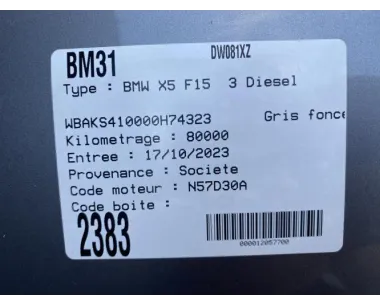 BM31 DW081XZ
Type : BMW X5 F15 3 Diesel
WBAKS410000H74323 Gris fonce
Kilometrage : 80000
Entree : 17/10/2023
Provenance : Societe
Code moteur : N57D30A
Code boite :
2383
000012057700